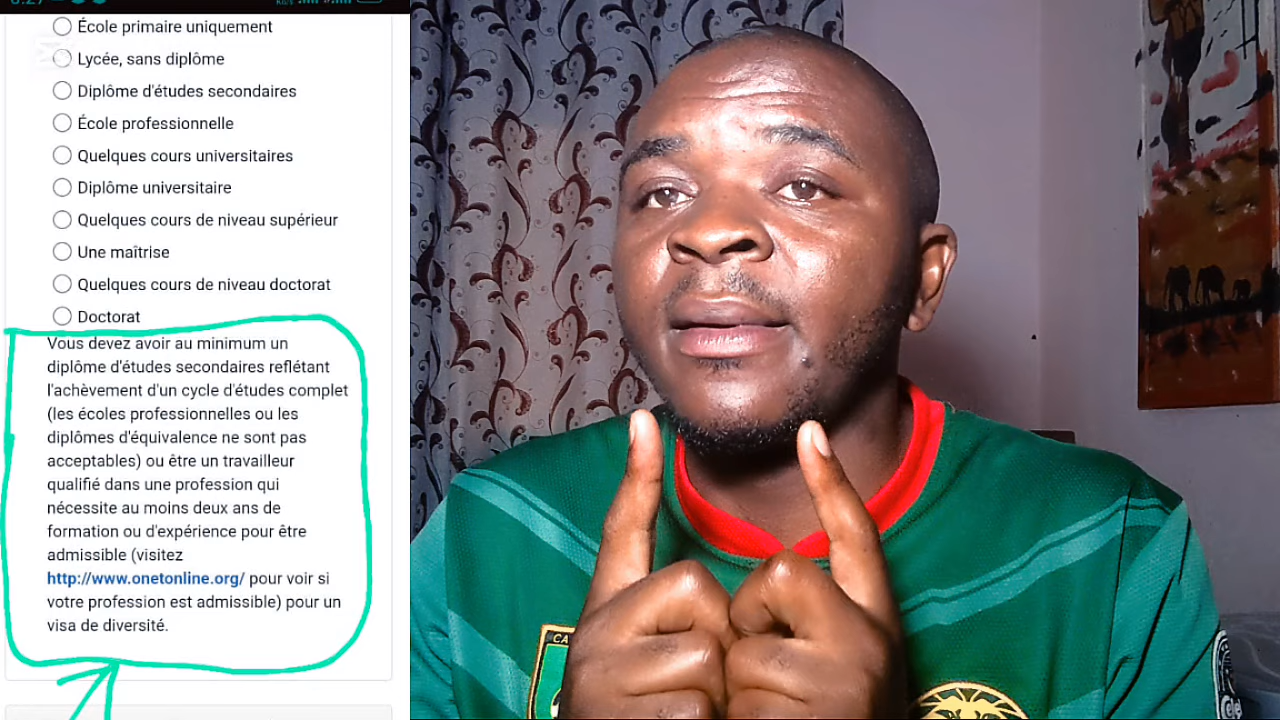 École primaire uniquement
Lycée, sans diplôme
Diplôme d'études secondaires
École professionnelle
Quelques cours universitaires
Diplôme universitaire
Quelques cours de niveau supérieur
Une maîtrise
Quelques cours de niveau doctorat
Doctorat
Vous devez avoir au minimum un
diplôme d'études secondaires reflétant
l'achèvement d'un cycle d'études complet
(les écoles professionnelles ou les
diplômes d'équivalence ne sont pas
acceptables) ou être un travailleur
qualifié dans une profession qui
nécessite au moins deux ans de
formation ou d'expérience pour être
admissible (visitez
http://www.onetonline.org/ pour voir si
votre profession est admissible) pour un
visa de diversité.